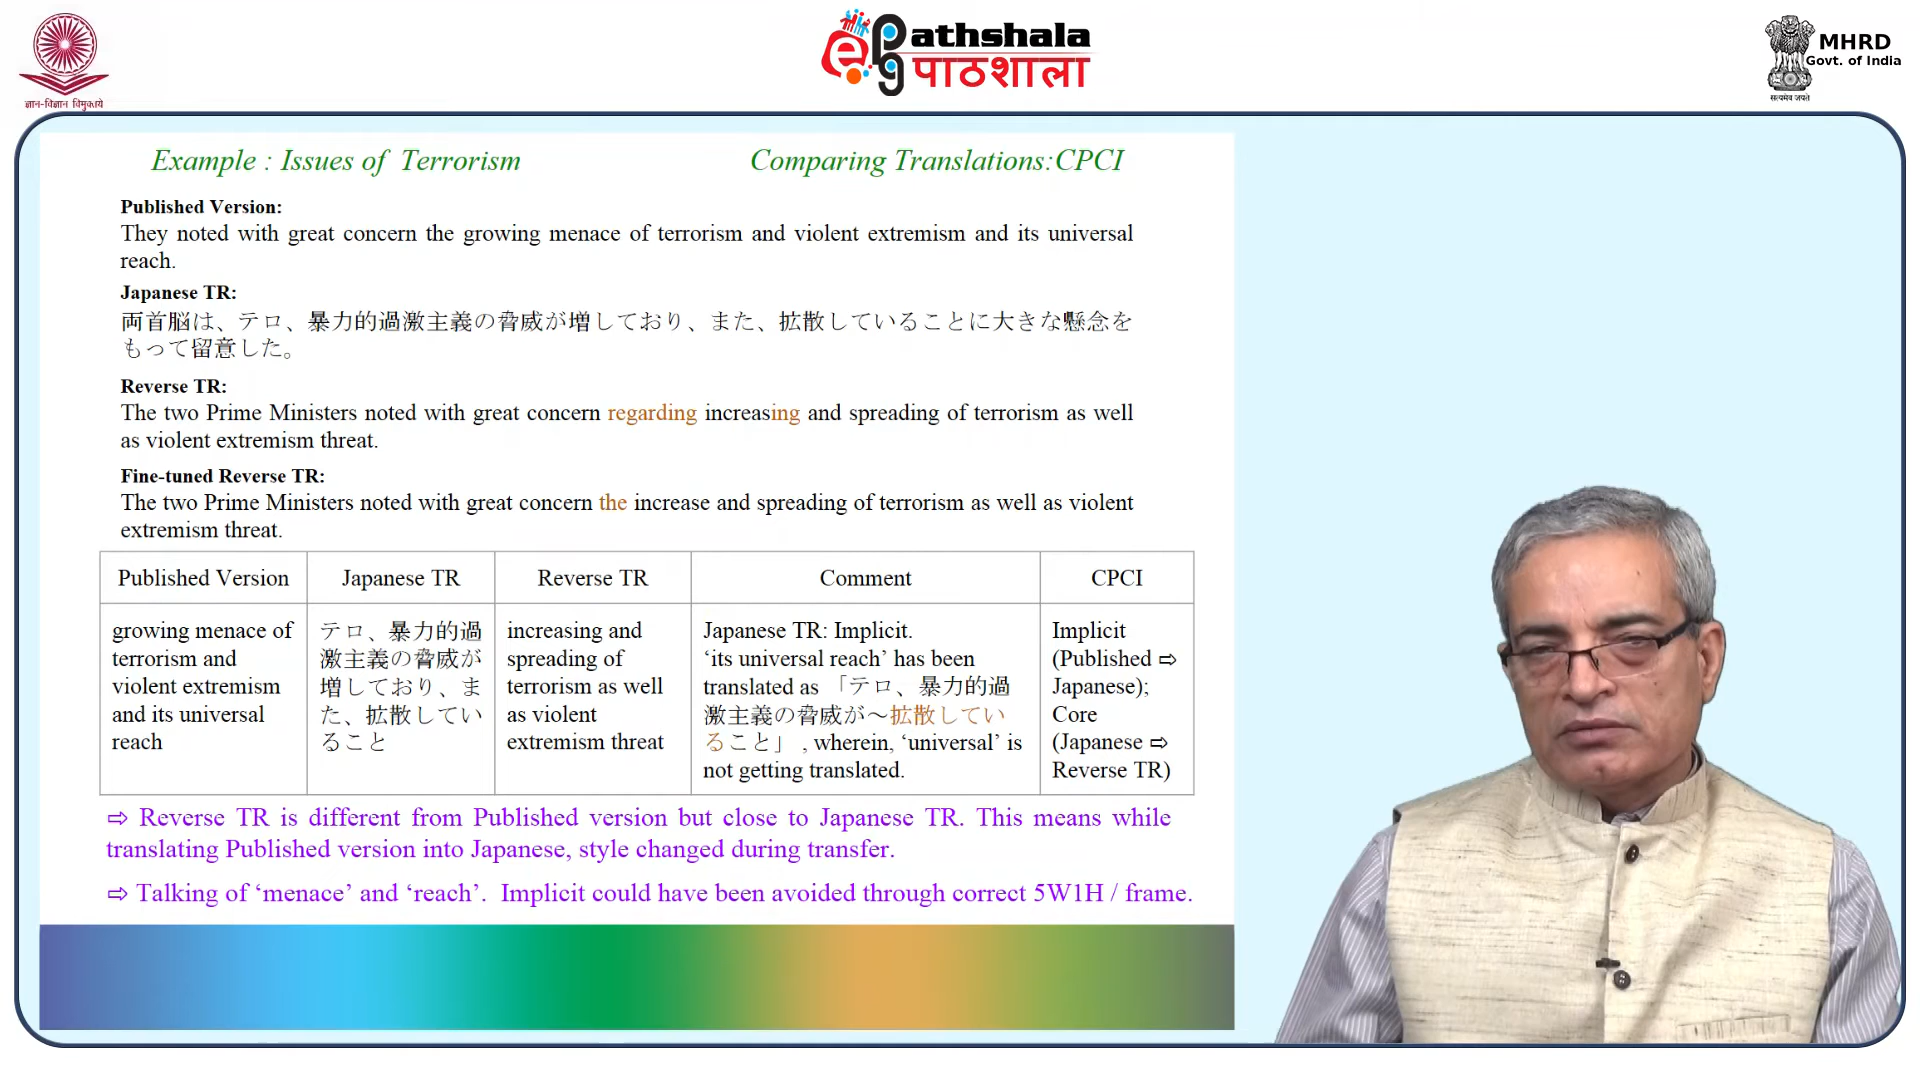 ज्ञान-विज्ञान विमुक्तये
ePathshala
पाठशाला
MHRD
Govt. of India
सत्यमेव जयते
Example : Issues of Terrorism
Comparing Translations:CPCI
Published Version:
They noted with great concern the growing menace of terrorism and violent extremism and its universal
reach.
Japanese TR:
両首脳は、テロ、暴力的過激主義の脅威が増しており、また、拡散していることに大きな懸念を
もって留意した。
Reverse TR:
The two Prime Ministers noted with great concern regarding increasing and spreading of terrorism as well
as violent extremism threat.
Fine-tuned Reverse TR:
The two Prime Ministers noted with great concern the increase and spreading of terrorism as well as violent
extremism threat.
Published Version
Japanese TR
Reverse TR
Comment
CPCI
growing menace of
terrorism and
violent extremism
and its universal
reach
テロ、暴力的過
激主義の脅威が
増しており、ま
た、拡散してい
ること
increasing and
spreading of
terrorism as well
as violent
extremism threat
Japanese TR: Implicit.
‘its universal reach’ has been
translated as 「テロ、暴力的過
激主義の脅威が～拡散してい
ること」 , wherein, ‘universal’ is
not getting translated.
Implicit
(Published ⇨
Japanese);
Core
(Japanese ⇨
Reverse TR)
⇨ Reverse TR is different from Published version but close to Japanese TR. This means while
translating Published version into Japanese, style changed during transfer.
⇨ Talking of ‘menace’ and ‘reach’.  Implicit could have been avoided through correct 5W1H / frame.